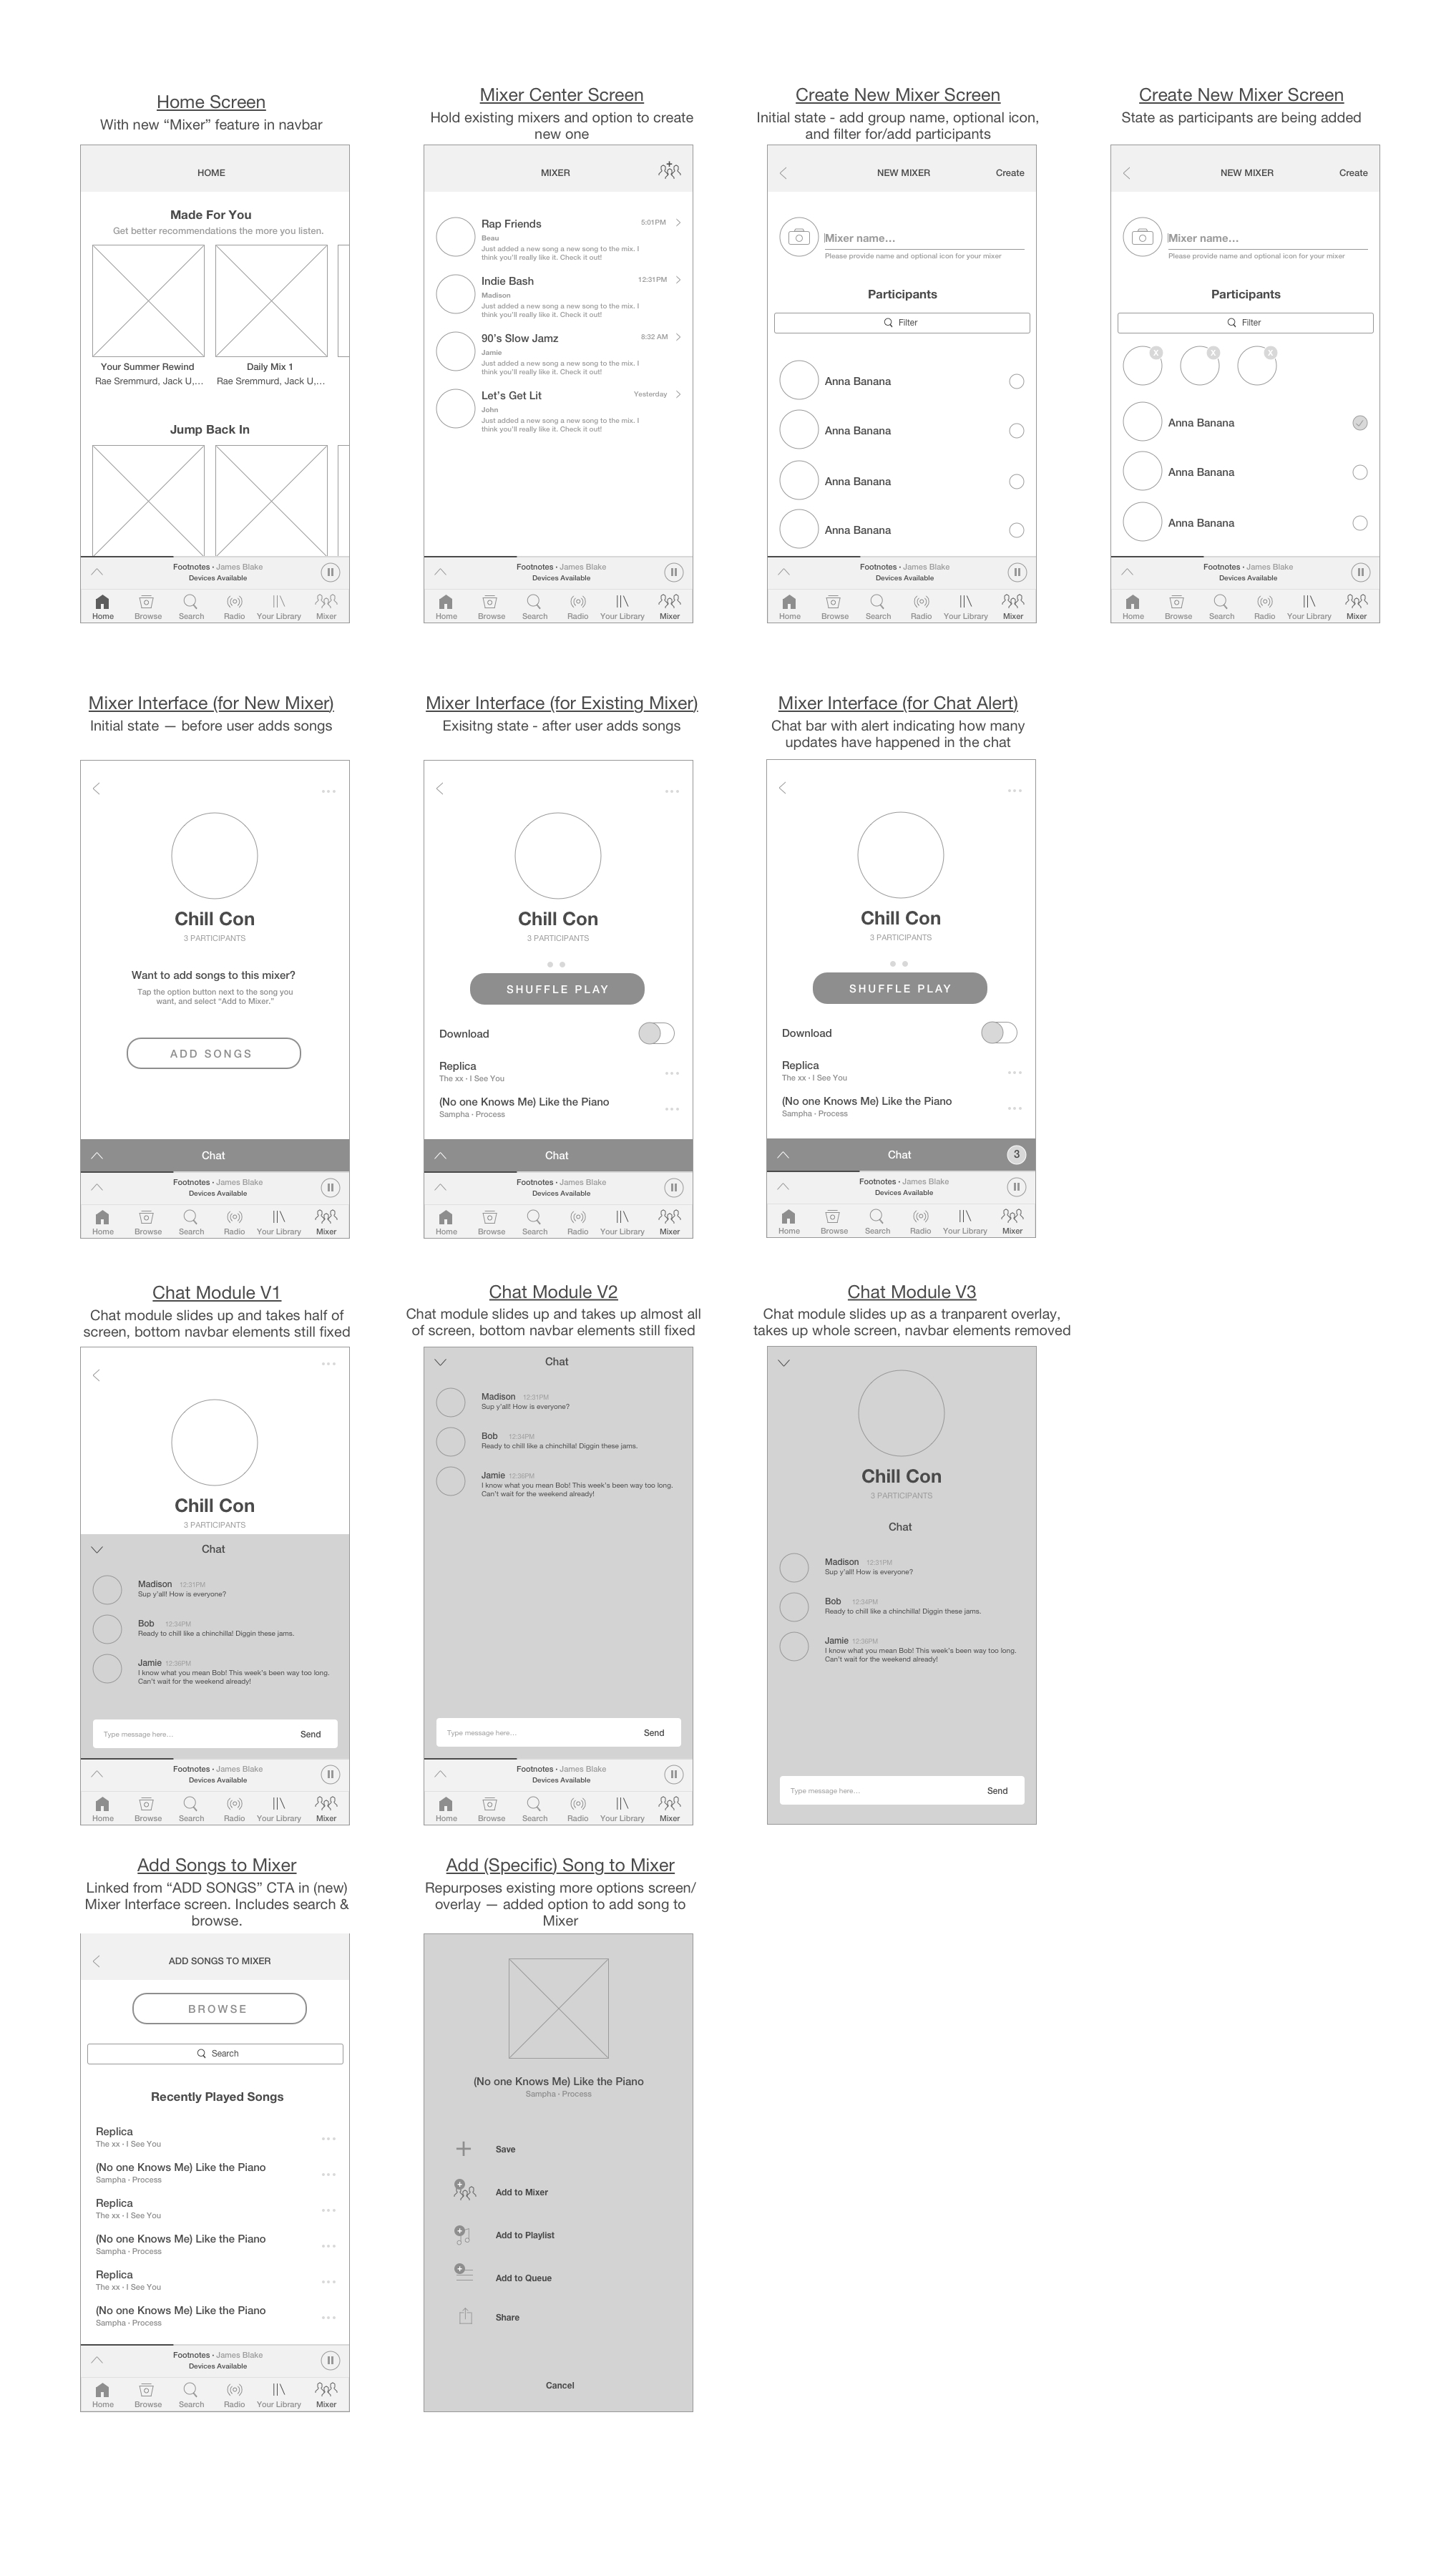 Home Screen
With new “Mixer” feature in navbar
HOME
Made For You
Get better recommendations the more you listen.
Your Summer Rewind
Rae Sremmurd, Jack U,...
Daily Mix 1
Rae Sremmurd, Jack U,...
Jump Back In
Footnotes • James Blake
Devices Available
Home Browse Search Radio Your Library Mixer
Mixer Center Screen
Hold existing mixers and option to create
new one
MIXER
Rap Friends 5:01PM
Beau
Just added a new song a new song to the mix. I
think you'll really like it. Check it out!
Indie Bash 12:31PM
Madison
Just added a new song a new song to the mix. I
think you'll really like it. Check it out!
90's Slow Jamz 8:32 AM
Jamie
Just added a new song a new song to the mix. I
think you'll really like it. Check it out!
Let's Get Lit Yesterday
John
Just added a new song a new song to the mix. I
think you'll really like it. Check it out!
Footnotes • James Blake
Devices Available
Home Browse Search Radio Your Library Mixer
Create New Mixer Screen
Initial state - add group name, optional icon,
and filter for/add participants
NEW MIXER Create
Mixer name...
Please provide name and optional icon for your mixer
Participants
Filter
Anna Banana
Anna Banana
Anna Banana
Anna Banana
Footnotes • James Blake
Devices Available
Home Browse Search Radio Your Library Mixer
Create New Mixer Screen
State as participants are being added
NEW MIXER Create
Mixer name...
Please provide name and optional icon for your mixer
Participants
Filter
X X X
Anna Banana
Anna Banana
Anna Banana
Footnotes • James Blake
Devices Available
Home Browse Search Radio Your Library Mixer
Mixer Interface (for New Mixer)
Initial state — before user adds songs
Chill Con
3 PARTICIPANTS
Want to add songs to this mixer?
Tap the option button next to the song you
want, and select “Add to Mixer.”
ADD SONGS
Chat
Footnotes • James Blake
Devices Available
Home Browse Search Radio Your Library Mixer
Mixer Interface (for Existing Mixer)
Exisitng state - after user adds songs
Chill Con
3 PARTICIPANTS
SHUFFLE PLAY
Download
Replica
The xx - I See You
(No one Knows Me) Like the Piano
Sampha - Process
Chat
Footnotes • James Blake
Devices Available
Home Browse Search Radio Your Library Mixer
Mixer Interface (for Chat Alert)
Chat bar with alert indicating how many
updates have happened in the chat
Chill Con
3 PARTICIPANTS
SHUFFLE PLAY
Download
Replica
The xx - I See You
(No one Knows Me) Like the Piano
Sampha - Process
Chat 3
Footnotes • James Blake
Devices Available
Home Browse Search Radio Your Library Mixer
Chat Module V1
Chat module slides up and takes half of
screen, bottom navbar elements still fixed
Chill Con
3 PARTICIPANTS
Chat
Madison 12:31PM
Sup y'all! How is everyone?
Bob 12:34PM
Ready to chill like a chinchilla! Diggin these jams.
Jamie 12:38PM
I know what you mean Bob! This week's been way too long.
Can't wait for the weekend already!
Type message here... Send
Footnotes • James Blake
Devices Available
Home Browse Search Radio Your Library Mixer
Chat Module V2
Chat module slides up and takes up almost all
of screen, bottom navbar elements still fixed
Chat
Madison 12:31PM
Sup y'all! How is everyone?
Bob 12:34PM
Ready to chill like a chinchilla! Diggin these jams.
Jamie 12:38PM
I know what you mean Bob! This week's been way too long.
Can't wait for the weekend already!
Type message here... Send
Footnotes • James Blake
Devices Available
Home Browse Search Radio Your Library Mixer
Chat Module V3
Chat module slides up as a tranparent overlay,
takes up whole screen, navbar elements removed
Chill Con
3 PARTICIPANTS
Chat
Madison 12:31PM
Sup y'all! How is everyone?
Bob 12:34PM
Ready to chill like a chinchilla! Diggin these jams.
Jamie 12:38PM
I know what you mean Bob! This week's been way too long.
Can't wait for the weekend already!
Type message here... Send
Add Songs to Mixer
Linked from “ADD SONGS” CTA in (new)
Mixer Interface screen. Includes search &
browse.
ADD SONGS TO MIXER
BROWSE
Search
Recently Played Songs
Replica
The xx - I See You
(No one Knows Me) Like the Piano
Sampha - Process
Replica
The xx - I See You
(No one Knows Me) Like the Piano
Sampha - Process
Replica
The xx - I See You
(No one Knows Me) Like the Piano
Sampha - Process
Footnotes • James Blake
Devices Available
Home Browse Search Radio Your Library Mixer
Add (Specific) Song to Mixer
Repurposes existing more options screen/
overlay — added option to add song to
Mixer
(No one Knows Me) Like the Piano
Sampha - Process
Save
Add to Mixer
Add to Playlist
Add to Queue
Share
Cancel